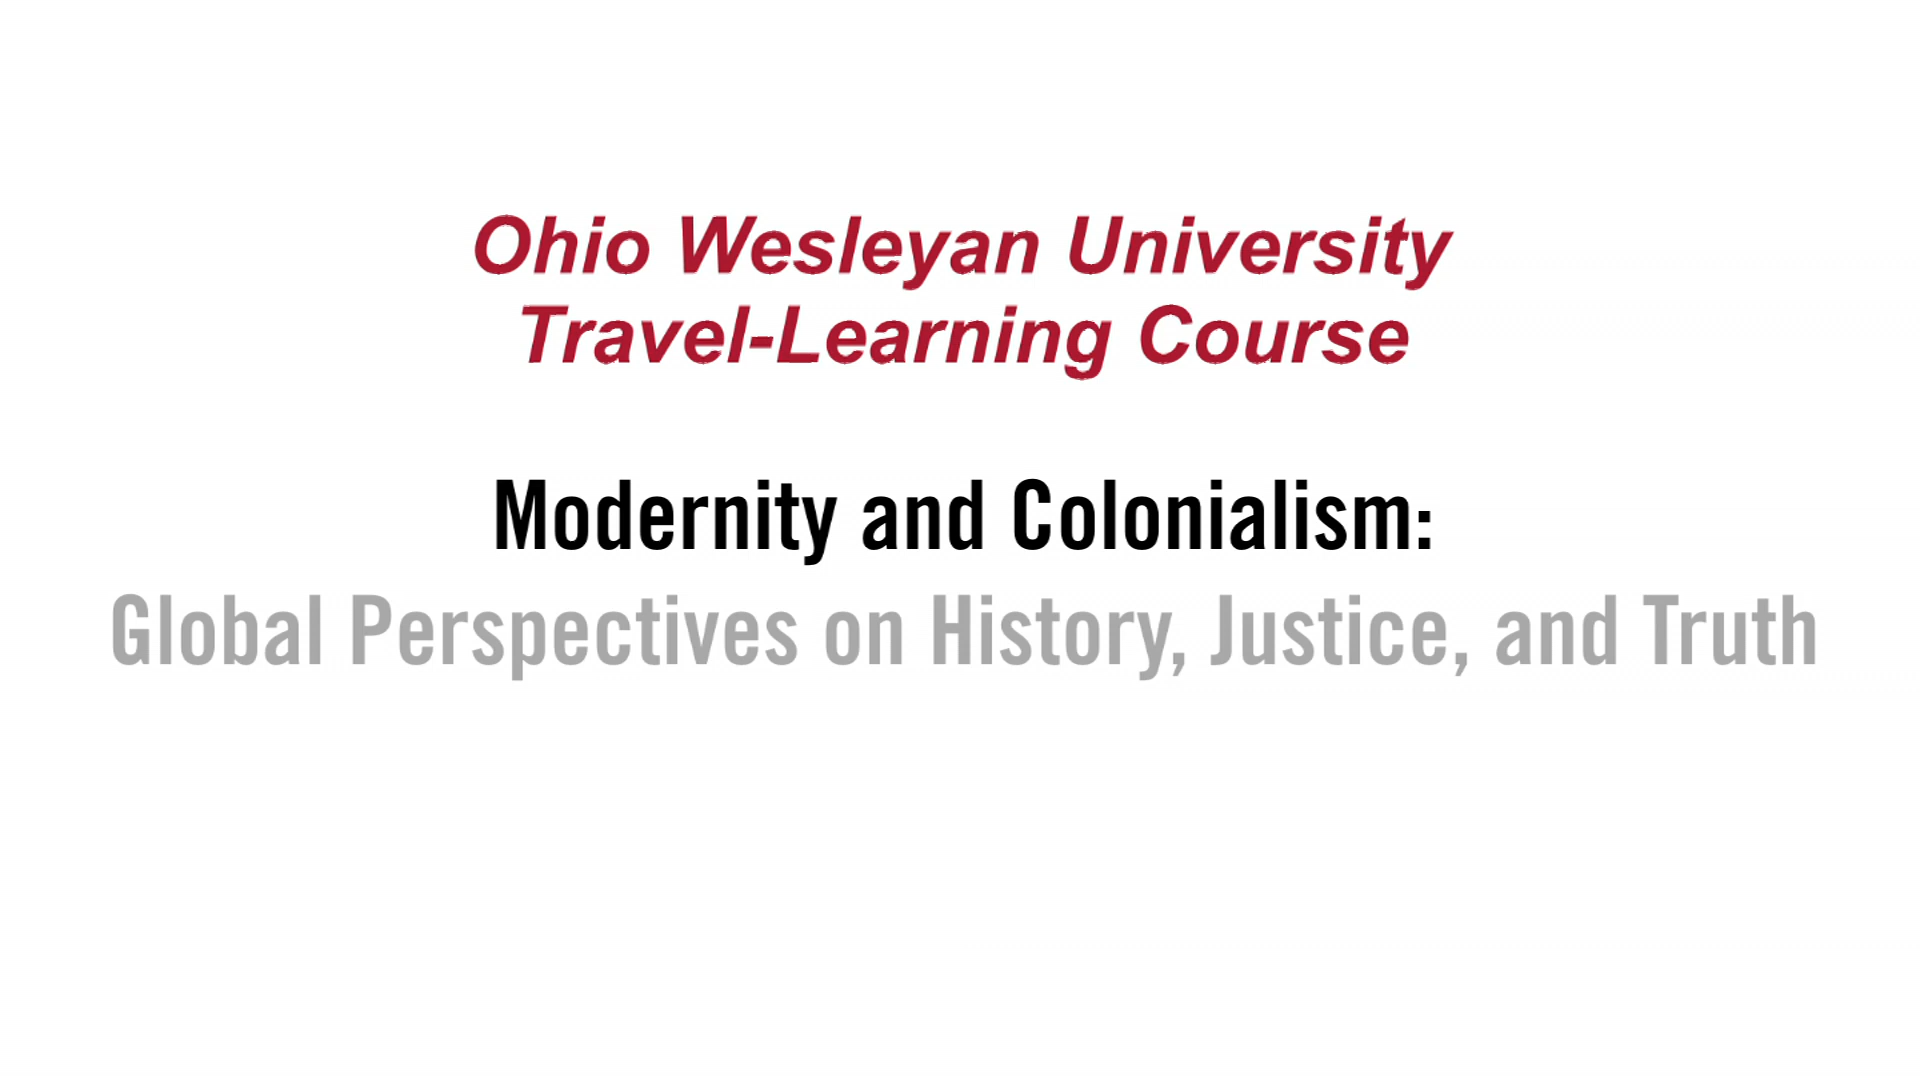 Ohio Wesleyan University
Travel-Learning Course
Modernity and Colonialism:
Global Perspectives on History, Justice, and Truth